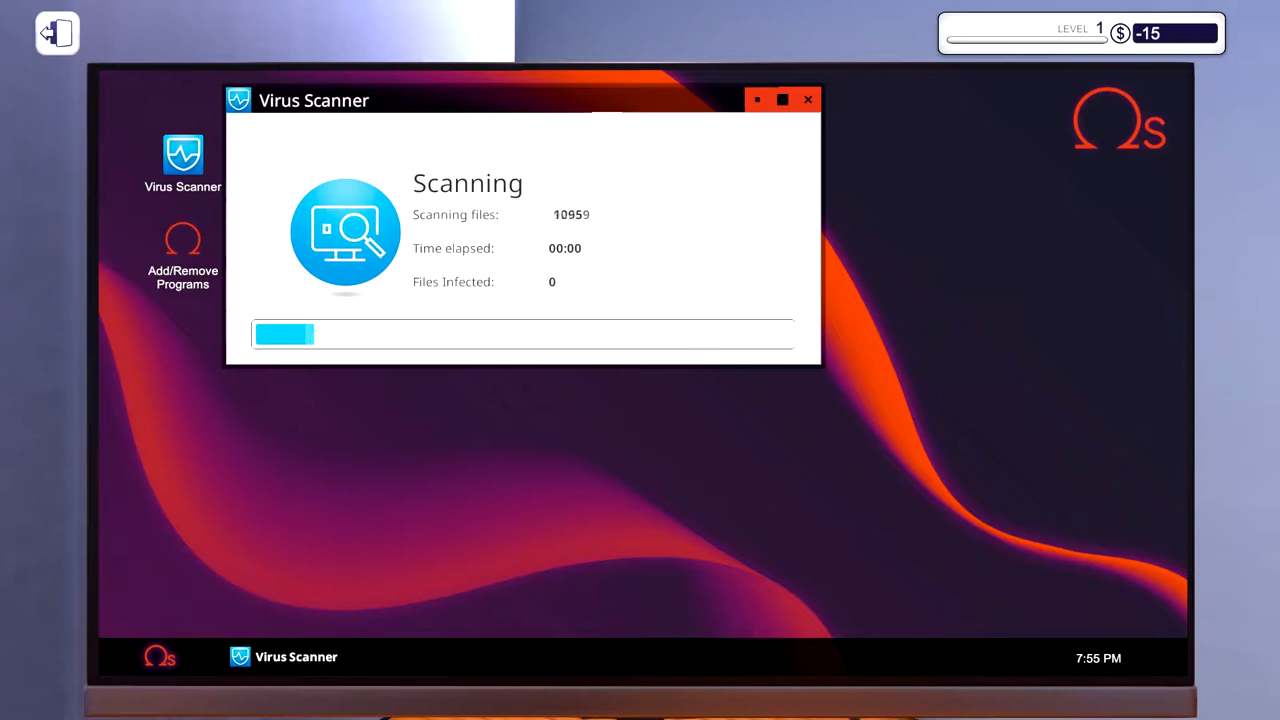 LEVEL 1 $ -15
Virus Scanner
Ωs
Virus Scanner
Add/Remove
Programs
Scanning
Scanning files: 10959
Time elapsed: 00:00
Files Infected: 0
Ωs
Virus Scanner
7:55 PM